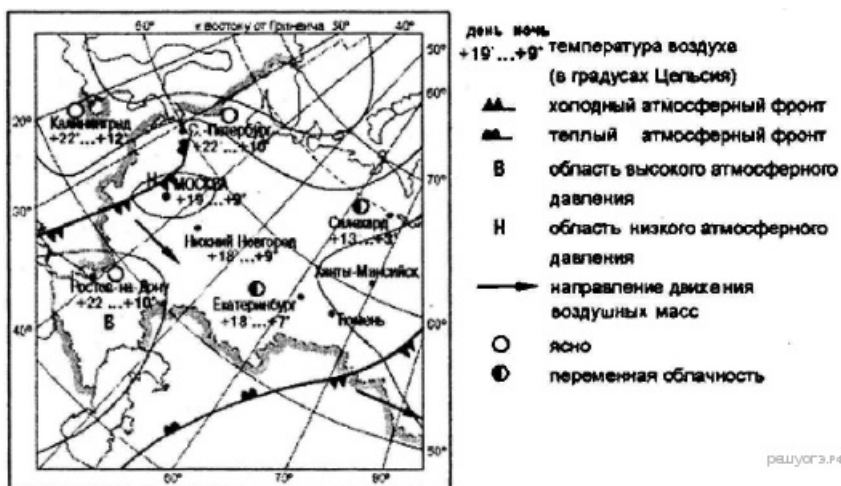 60° к востоку от Гринвича 30° 40°
50°
60°
70°
60°
50°
20°
30°
40°
60° 70° 80°
Калининград
+22°...+12°
С.-Петербург
+22°...+10°
Н МОСКВА
+19°...+9°
Нижний Новгород
+18°...+9°
Салехард
+13°...+3°
Ханты-Мансийск
Ростов-на-Дону
+22°...+10°
В
Екатеринбург
+18°...+7°
Тюмень
день ночь
+19°...+9° температура воздуха
(в градусах Цельсия)
холодный атмосферный фронт
теплый атмосферный фронт
В область высокого атмосферного
давления
Н область низкого атмосферного
давления
направление движения
воздушных масс
ясно
переменная облачность
решуогэ.рф